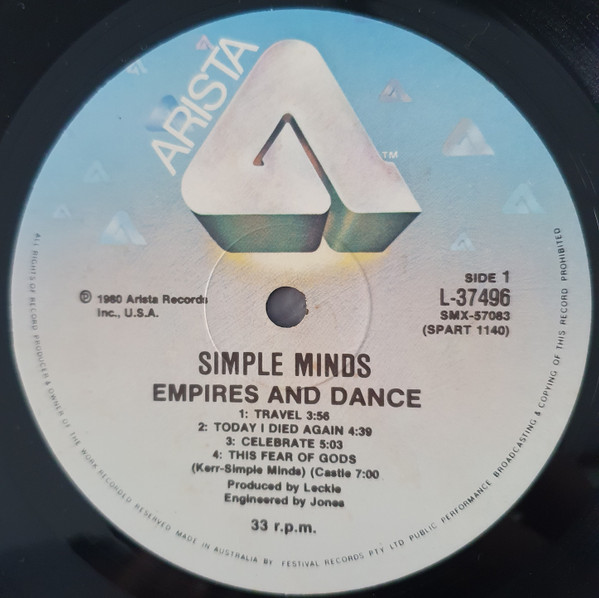 ARISTA
TM
℗ 1980 Arista Records
Inc., U.S.A.
SIDE 1
L-37496
SMX-57083
(SPART 1140)
SIMPLE MINDS
EMPIRES AND DANCE
1: TRAVEL 3:56
2: TODAY I DIED AGAIN 4:39
3: CELEBRATE 5:03
4: THIS FEAR OF GODS
(Kerr-Simple Minds) (Castle 7:00
Produced by Leckie
Engineered by Jones
33 r.p.m.
ALL RIGHTS OF RECORD PRODUCER & OWNER OF THE WORK RECORDED RESERVED MADE IN AUSTRALIA BY FESTIVAL RECORDS PTY LTD PUBLIC PERFORMANCE BROADCASTING & COPYING OF THIS RECORD PROHIBITED